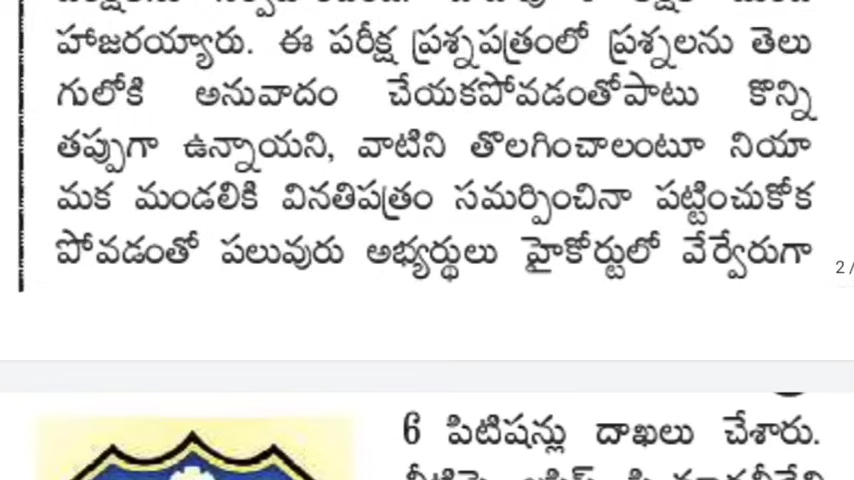 హాజరయ్యారు. ఈ పరీక్ష ప్రశ్నపత్రంలో ప్రశ్నలను తెలు
గులోకి అనువాదం చేయకపోవడంతోపాటు కొన్ని
తప్పుగా ఉన్నాయని, వాటిని తొలగించాలంటూ నియా
మక మండలికి వినతిపత్రం సమర్పించినా పట్టించుకోక
పోవడంతో పలువురు అభ్యర్థులు హైకోర్టులో వేర్వేరుగా
2/
6 పిటిషన్లు దాఖలు చేశారు.